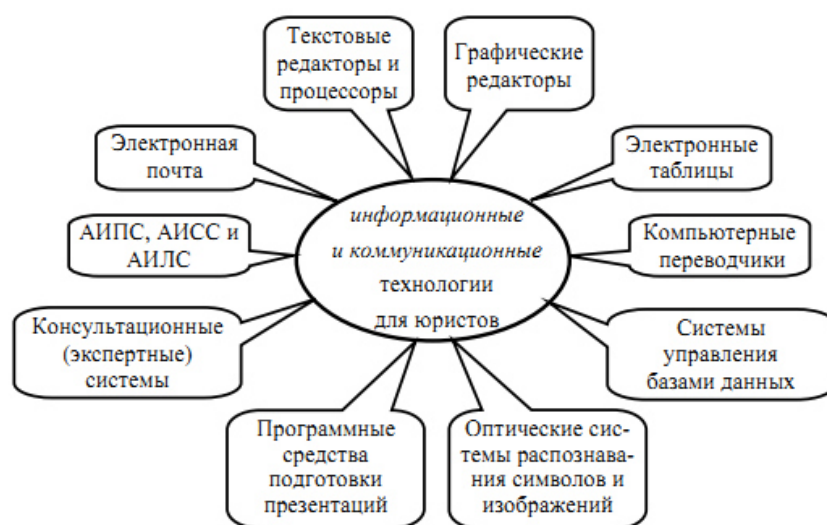 Текстовые
редакторы и
процессоры
Графические
редакторы
Электронная
почта
Электронные
таблицы
АИПС, АИСС и
АИЛС
информационные
и коммуникационные
технологии
для юристов
Компьютерные
переводчики
Консультационные
(экспертные)
системы
Системы
управления
базами данных
Программные
средства
подготовки
презентаций
Оптические сис-
темы распознава-
ния символов и
изображений